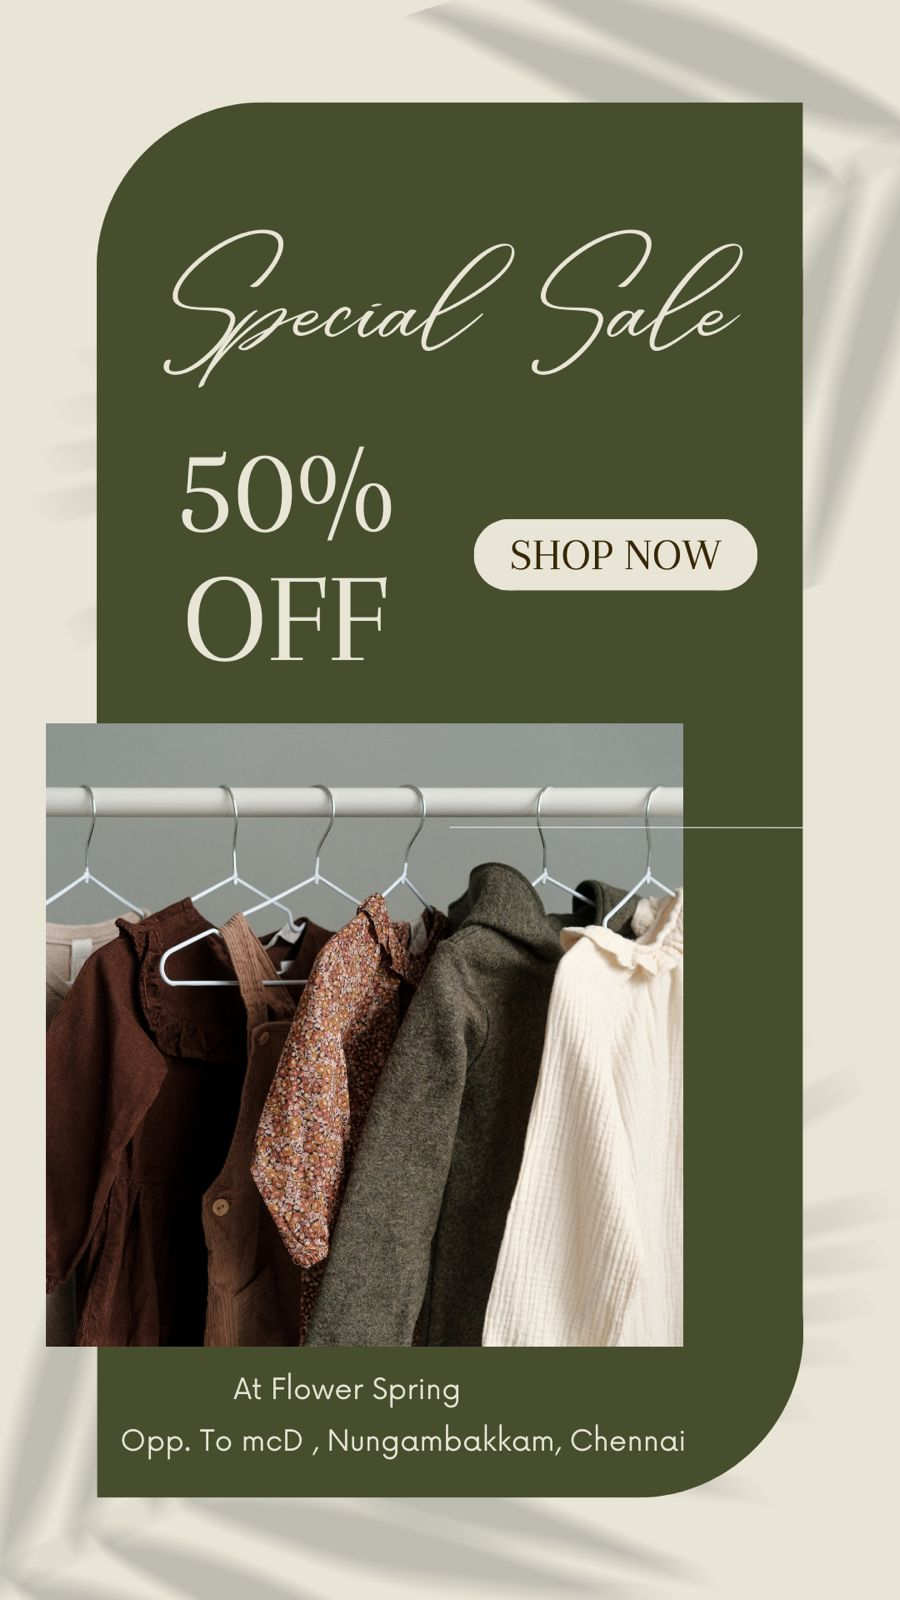 Special Sale
50%
OFF
SHOP NOW
At Flower Spring
Opp. To mcD , Nungambakkam, Chennai